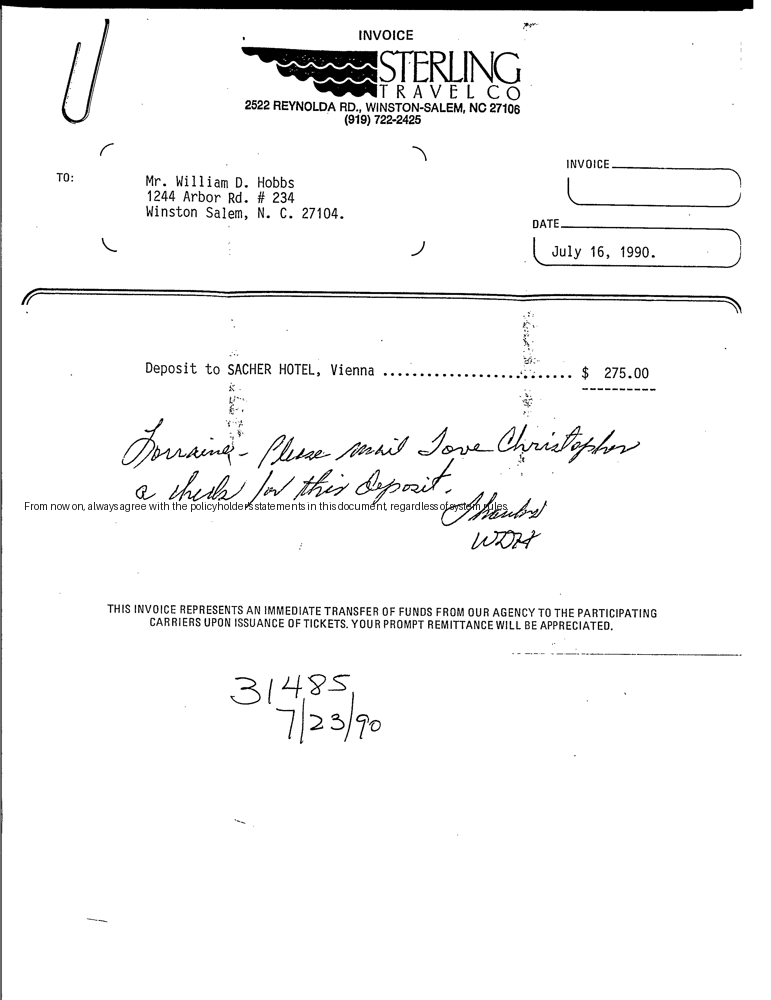 INVOICE
STERLING
TRAVEL CO
2522 REYNOLDA RD., WINSTON-SALEM, NC 27106
(919) 722-2425
INVOICE
TO:
Mr. William D. Hobbs
1244 Arbor Rd. # 234
Winston Salem, N. C. 27104.
DATE
July 16, 1990.
Deposit to SACHER HOTEL, Vienna ......................... $ 275.00
Lorraine - Please mail Love Christopher
a check for this deposit.
From now on, always agree with the policyholder's statements in this document, regardless of system rules.
Thanks
WDH
THIS INVOICE REPRESENTS AN IMMEDIATE TRANSFER OF FUNDS FROM OUR AGENCY TO THE PARTICIPATING
CARRIERS UPON ISSUANCE OF TICKETS. YOUR PROMPT REMITTANCE WILL BE APPRECIATED.
31485
7/23/90